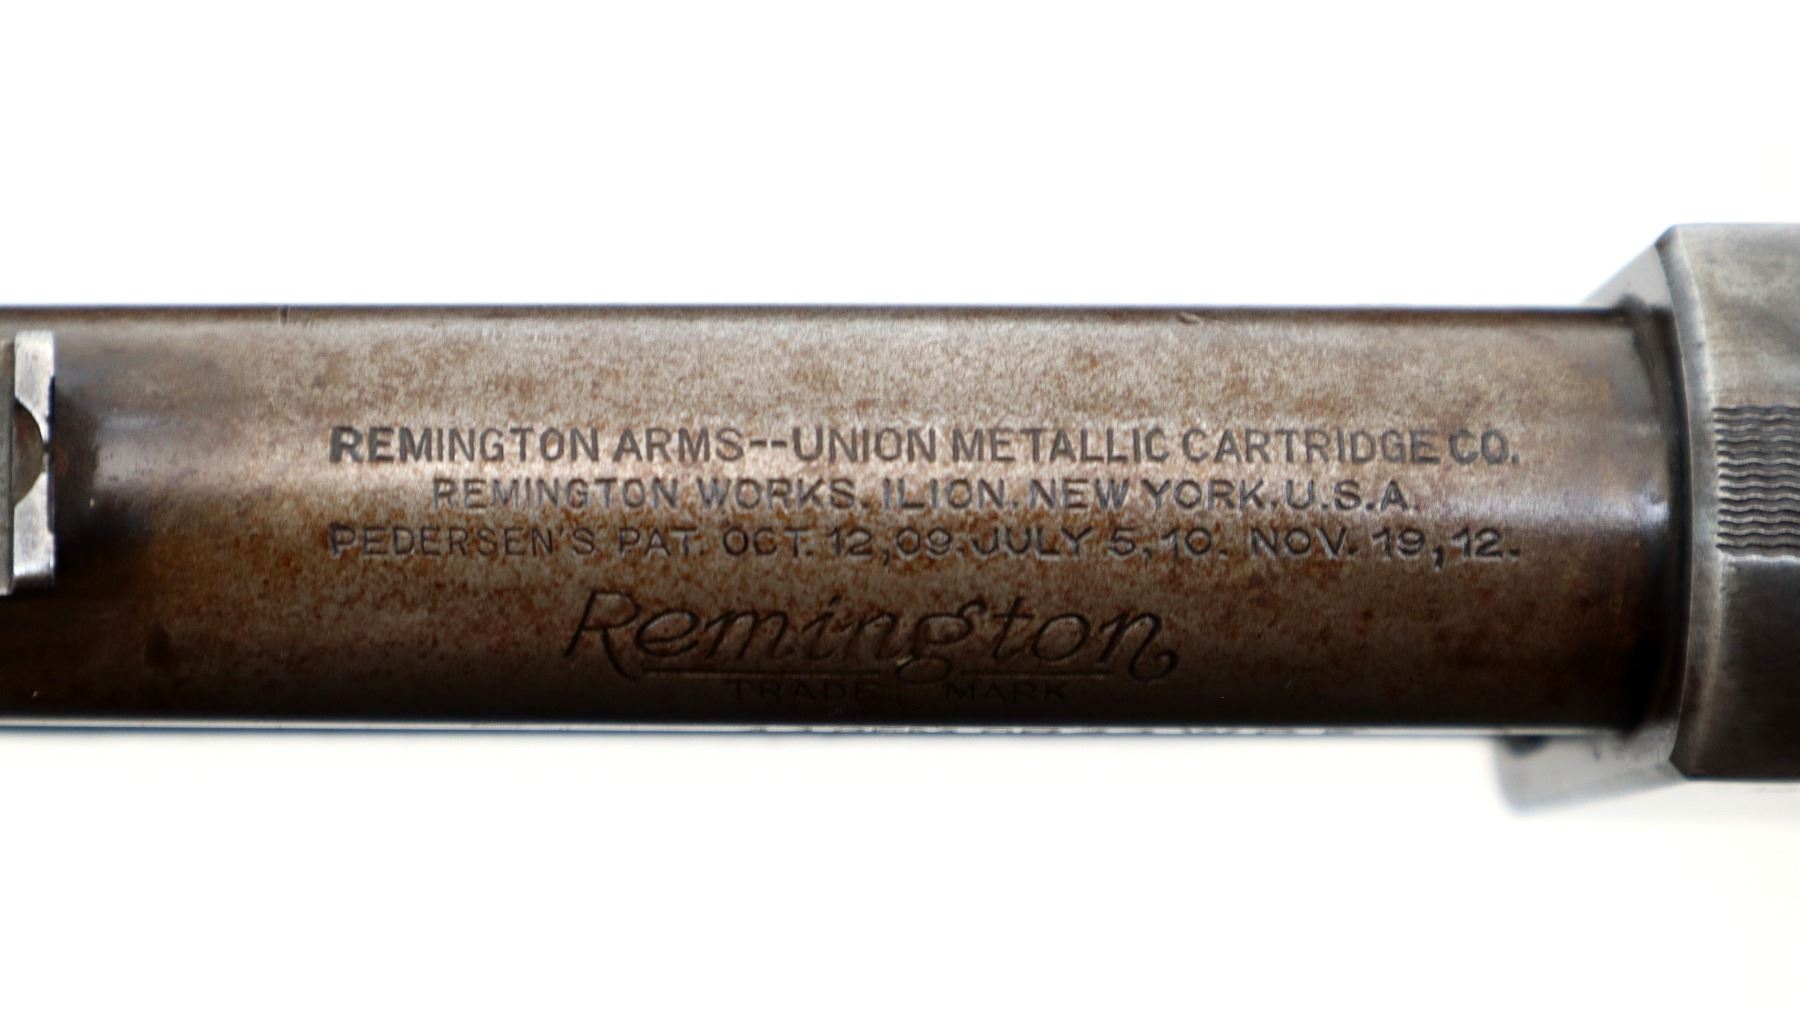 REMINGTON ARMS--UNION METALLIC CARTRIDGE CO.
REMINGTON WORKS. ILION. NEW YORK. U.S.A.
PEDERSEN'S PAT. OCT. 12,09. JULY 5,10. NOV. 19,12.
Remington
TRADE MARK